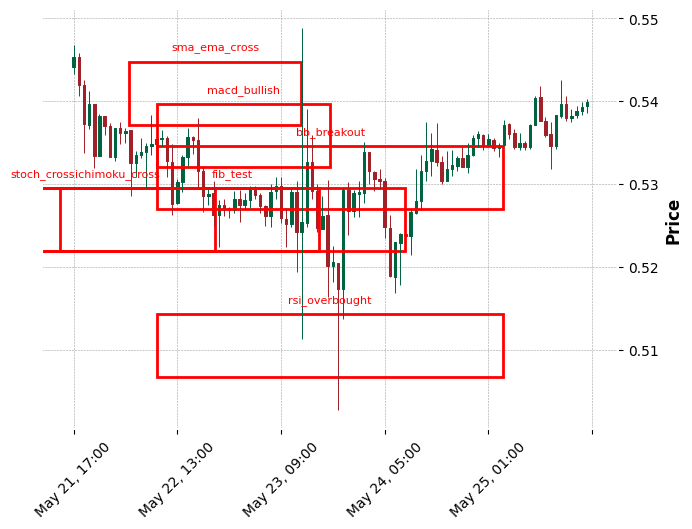 0.55
sma_ema_cross
macd_bullish
0.54
bb_breakout
stoch_crossichimoku_cross
fib_test
0.53
Price
0.52
rsi_overbought
0.51
May 21, 17:00
May 22, 13:00
May 23, 09:00
May 24, 05:00
May 25, 01:00